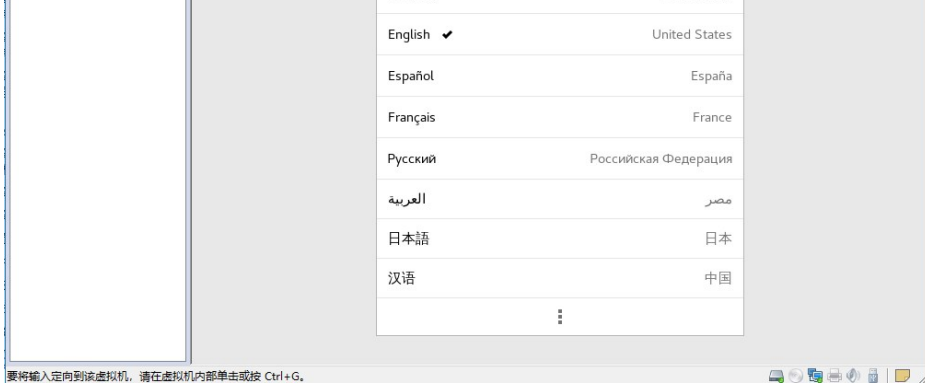 English ✔ United States
Español España
Français France
Русский Российская Федерация
العربية مصر
日本語 日本
汉语 中国
要将输入定向到该虚拟机，请在虚拟机内部单击或按 Ctrl+G。